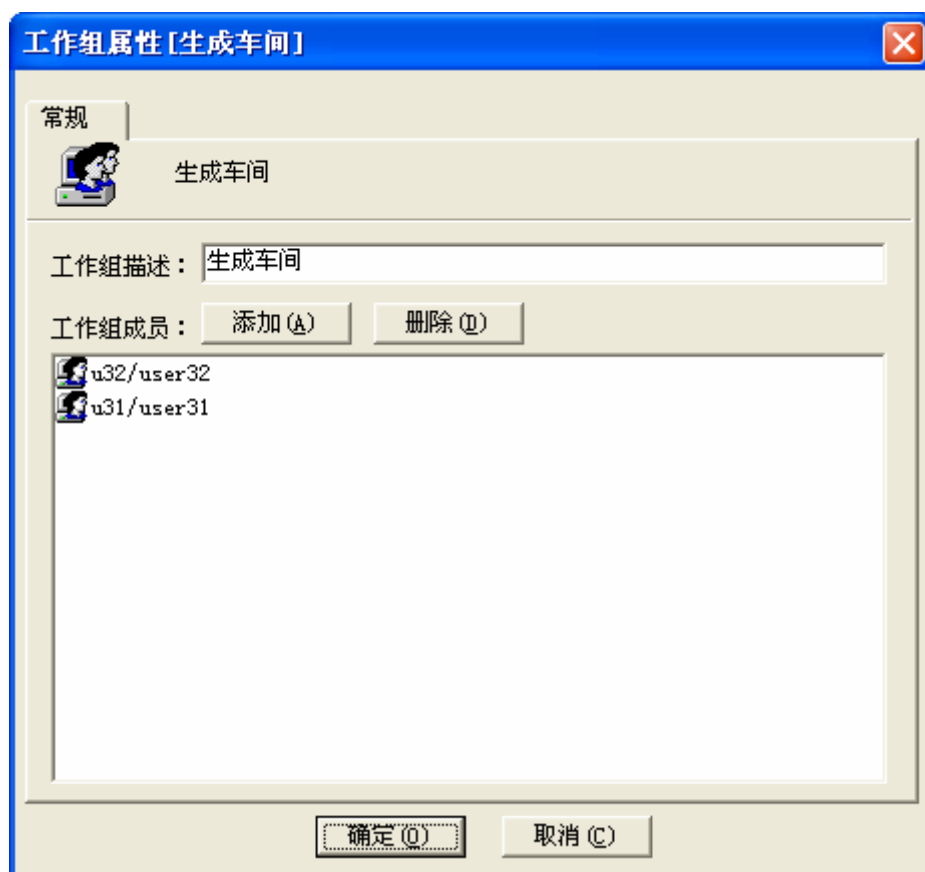 工作组属性[生成车间]
常规
生成车间
工作组描述：生成车间
工作组成员： 添加(A) 册除(D)
u32/user32
u31/user31
确定(O) 取消(C)